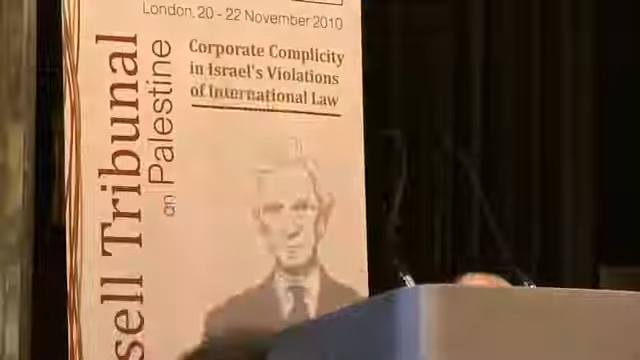 London, 20 - 22 November 2010
Corporate Complicity
in Israel's Violations
of International Law
sell Tribunal
on Palestine